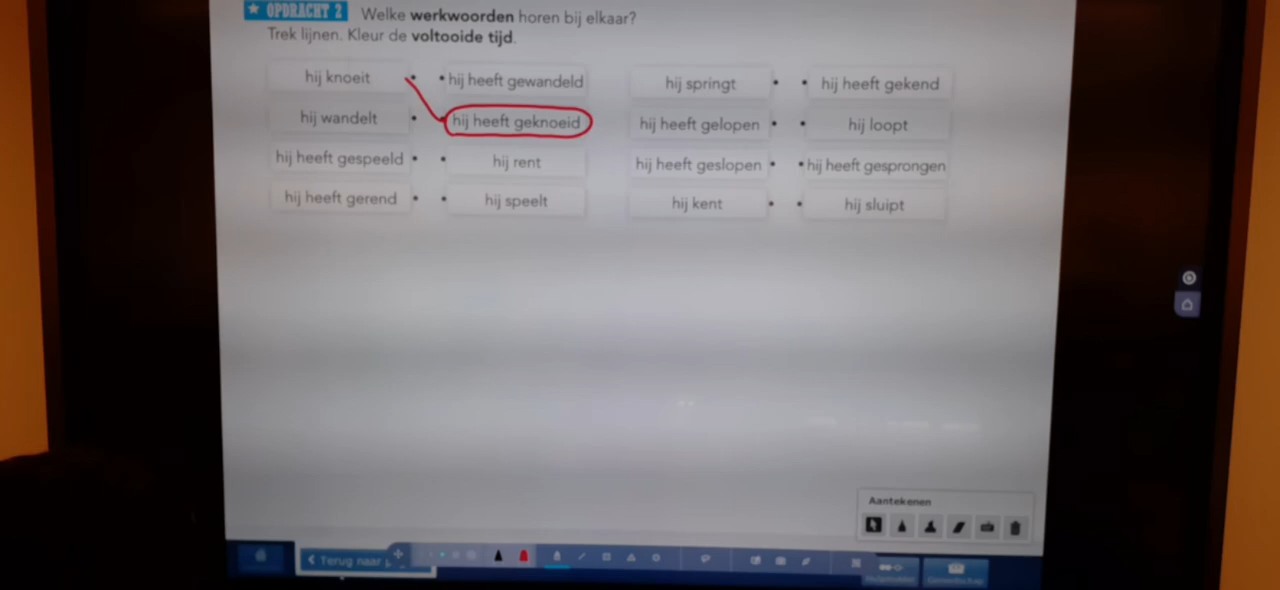 ★ OPDRACHT 2 Welke werkwoorden horen bij elkaar?
Trek lijnen. Kleur de voltooide tijd.
hij knoeit • • hij heeft gewandeld
hij wandelt • • hij heeft geknoeid
hij heeft gespeeld • • hij rent
hij heeft gerend • • hij speelt
hij springt • • hij heeft gekend
hij heeft gelopen • • hij loopt
hij heeft geslopen • • hij heeft gesprongen
hij kent • • hij sluipt
Aantekenen
Terug naar
Gereedschap